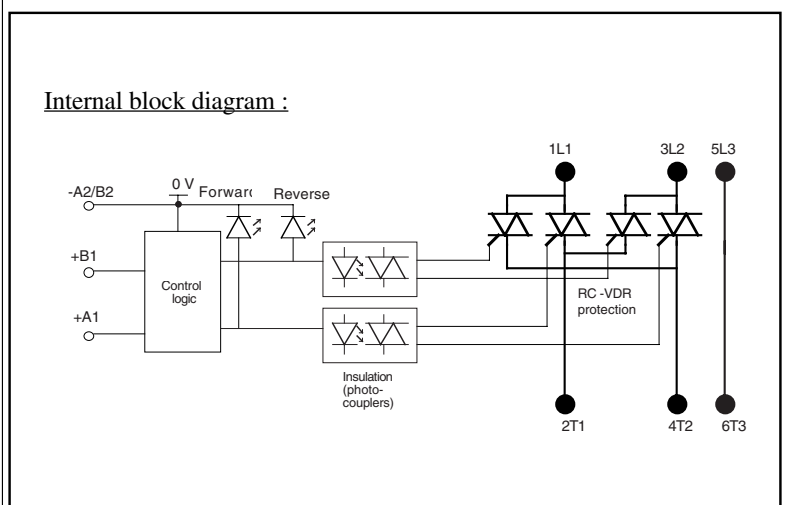 Internal block diagram :
1L1 3L2 5L3
-A2/B2 0 V Forward Reverse
+B1
Control
logic
+A1
RC -VDR
protection
Insulation
(photo-
couplers)
2T1 4T2 6T3